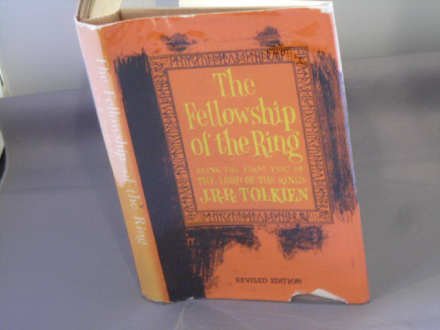 The Fellowship of the Ring
The
Fellowship
of the Ring
BEING THE FIRST PART OF
THE LORD OF THE RINGS
J.R.R. TOLKIEN
REVISED EDITION